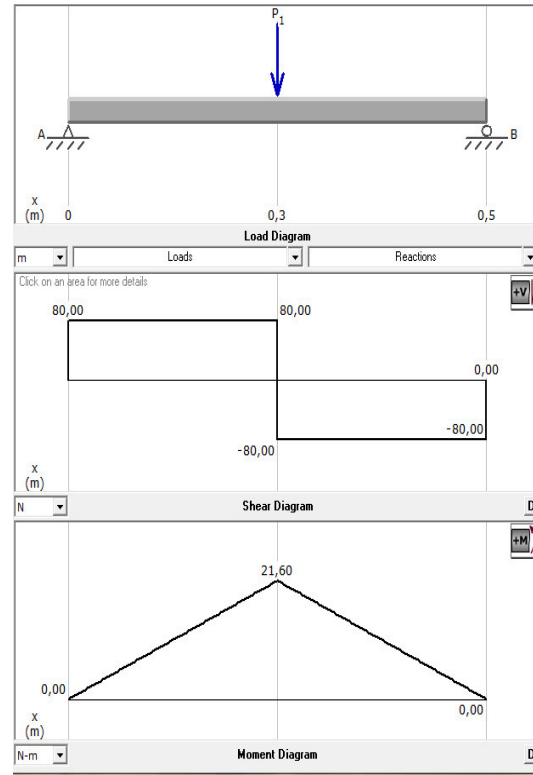 P1
A
B
x
(m) 0 0,3 0,5
Load Diagram
m Loads Reactions
Click on an area for more details
+V
80,00 80,00
0,00
-80,00
-80,00
x
(m)
N Shear Diagram D
+M
21,60
0,00
0,00
x
(m)
N-m Moment Diagram D